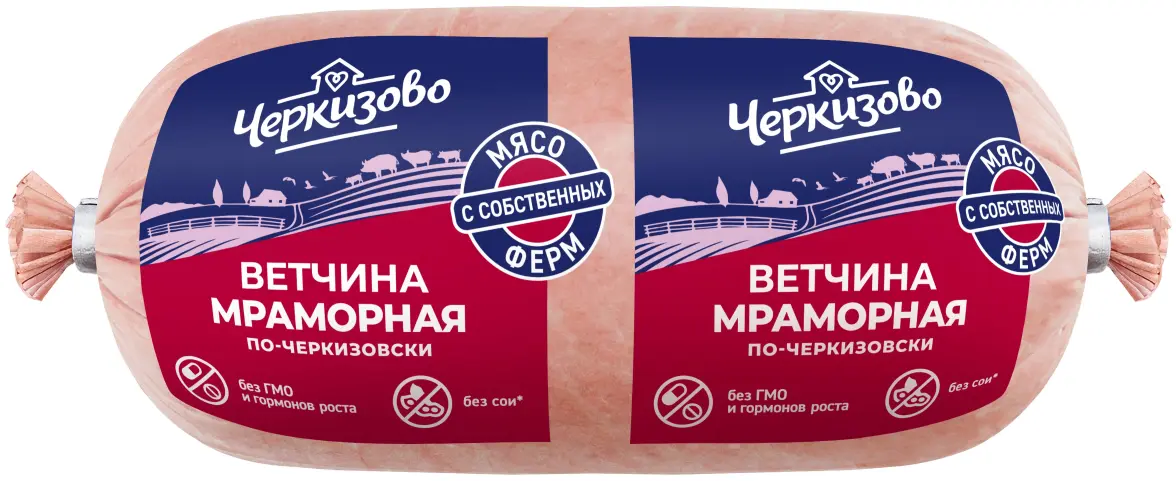 Черкизово
МЯСО
С СОБСТВЕННЫХ
ФЕРМ
ВЕТЧИНА
МРАМОРНАЯ
ПО-ЧЕРКИЗОВСКИ
без ГМО
и гормонов роста
без сои*
Черкизово
МЯСО
С СОБСТВЕННЫХ
ФЕРМ
ВЕТЧИНА
МРАМОРНАЯ
ПО-ЧЕРКИЗОВСКИ
без ГМО
и гормонов роста
без сои*